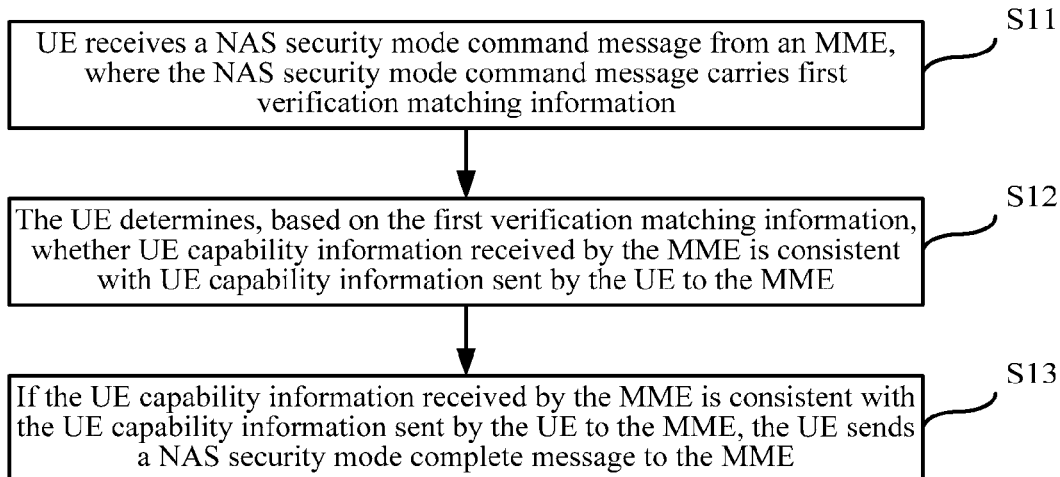 S11
UE receives a NAS security mode command message from an MME,
where the NAS security mode command message carries first
verification matching information
S12
The UE determines, based on the first verification matching information,
whether UE capability information received by the MME is consistent
with UE capability information sent by the UE to the MME
S13
If the UE capability information received by the MME is consistent with
the UE capability information sent by the UE to the MME, the UE sends
a NAS security mode complete message to the MME